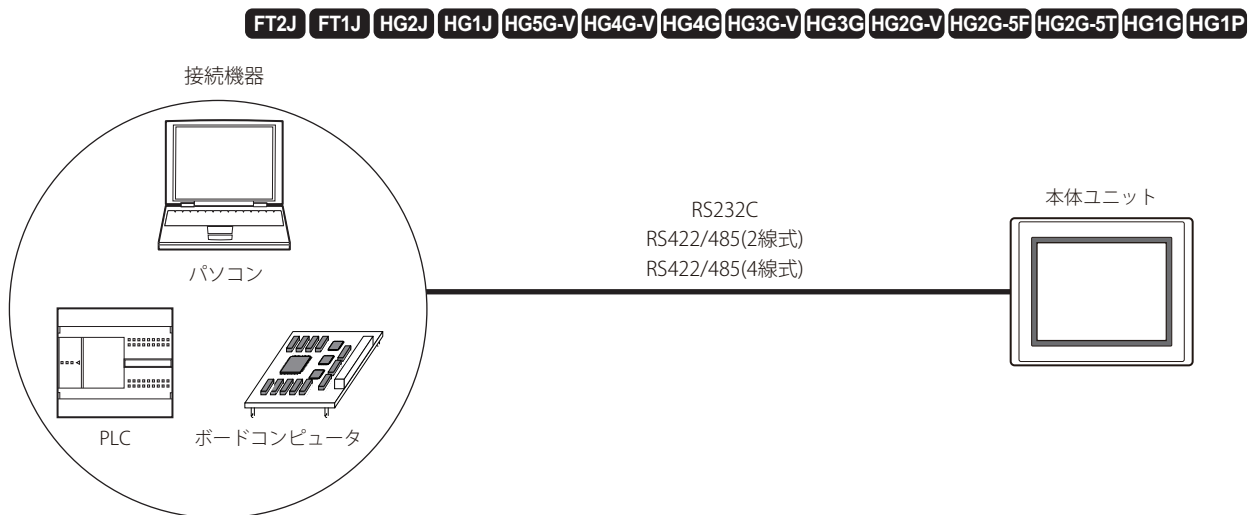 FT2J FT1J HG2J HG1J HG5G-V HG4G-V HG4G HG3G-V HG3G HG2G-V HG2G-5F HG2G-5T HG1G HG1P
接続機器
パソコン
PLC
ボードコンピュータ
RS232C
RS422/485(2線式)
RS422/485(4線式)
本体ユニット